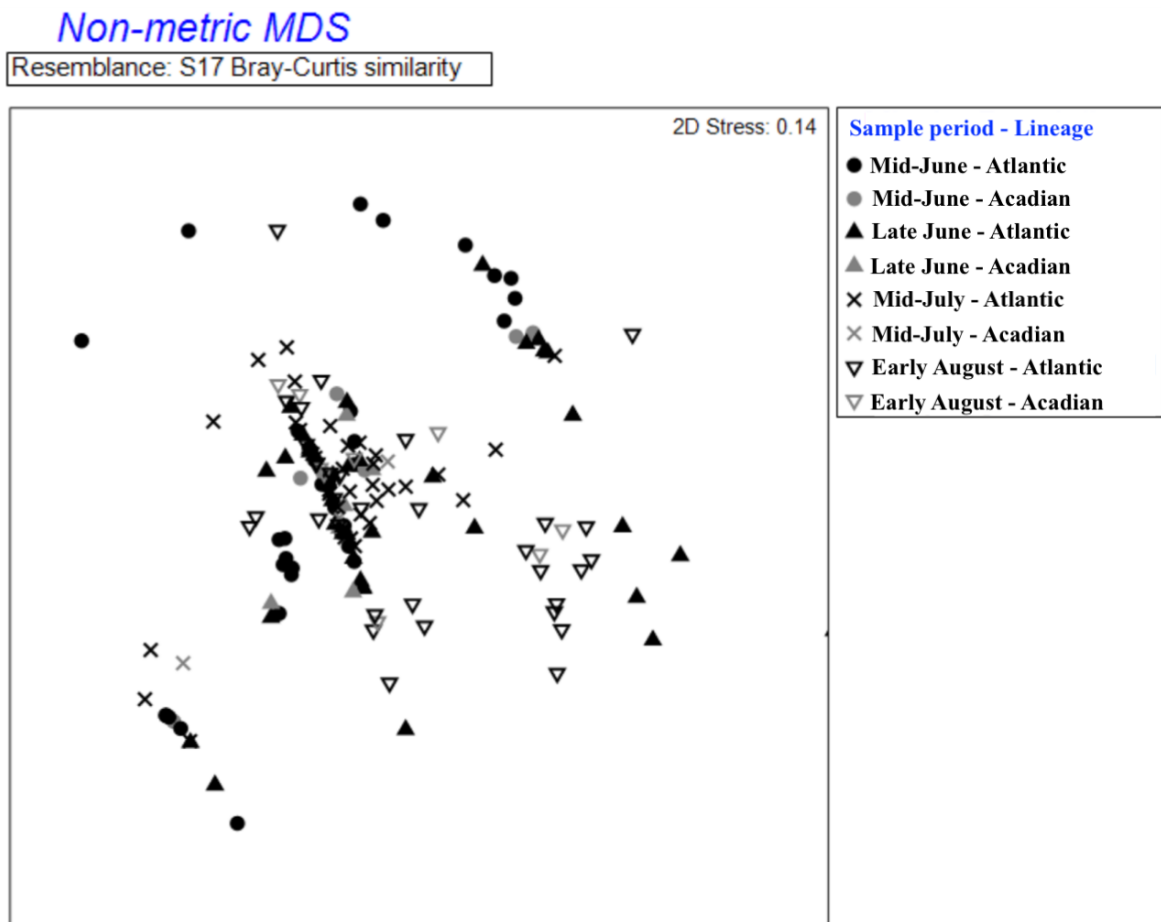 Non-metric MDS
Resemblance: S17 Bray-Curtis similarity
2D Stress: 0.14
Sample period - Lineage
Mid-June - Atlantic
Mid-June - Acadian
Late June - Atlantic
Late June - Acadian
Mid-July - Atlantic
Mid-July - Acadian
Early August - Atlantic
Early August - Acadian